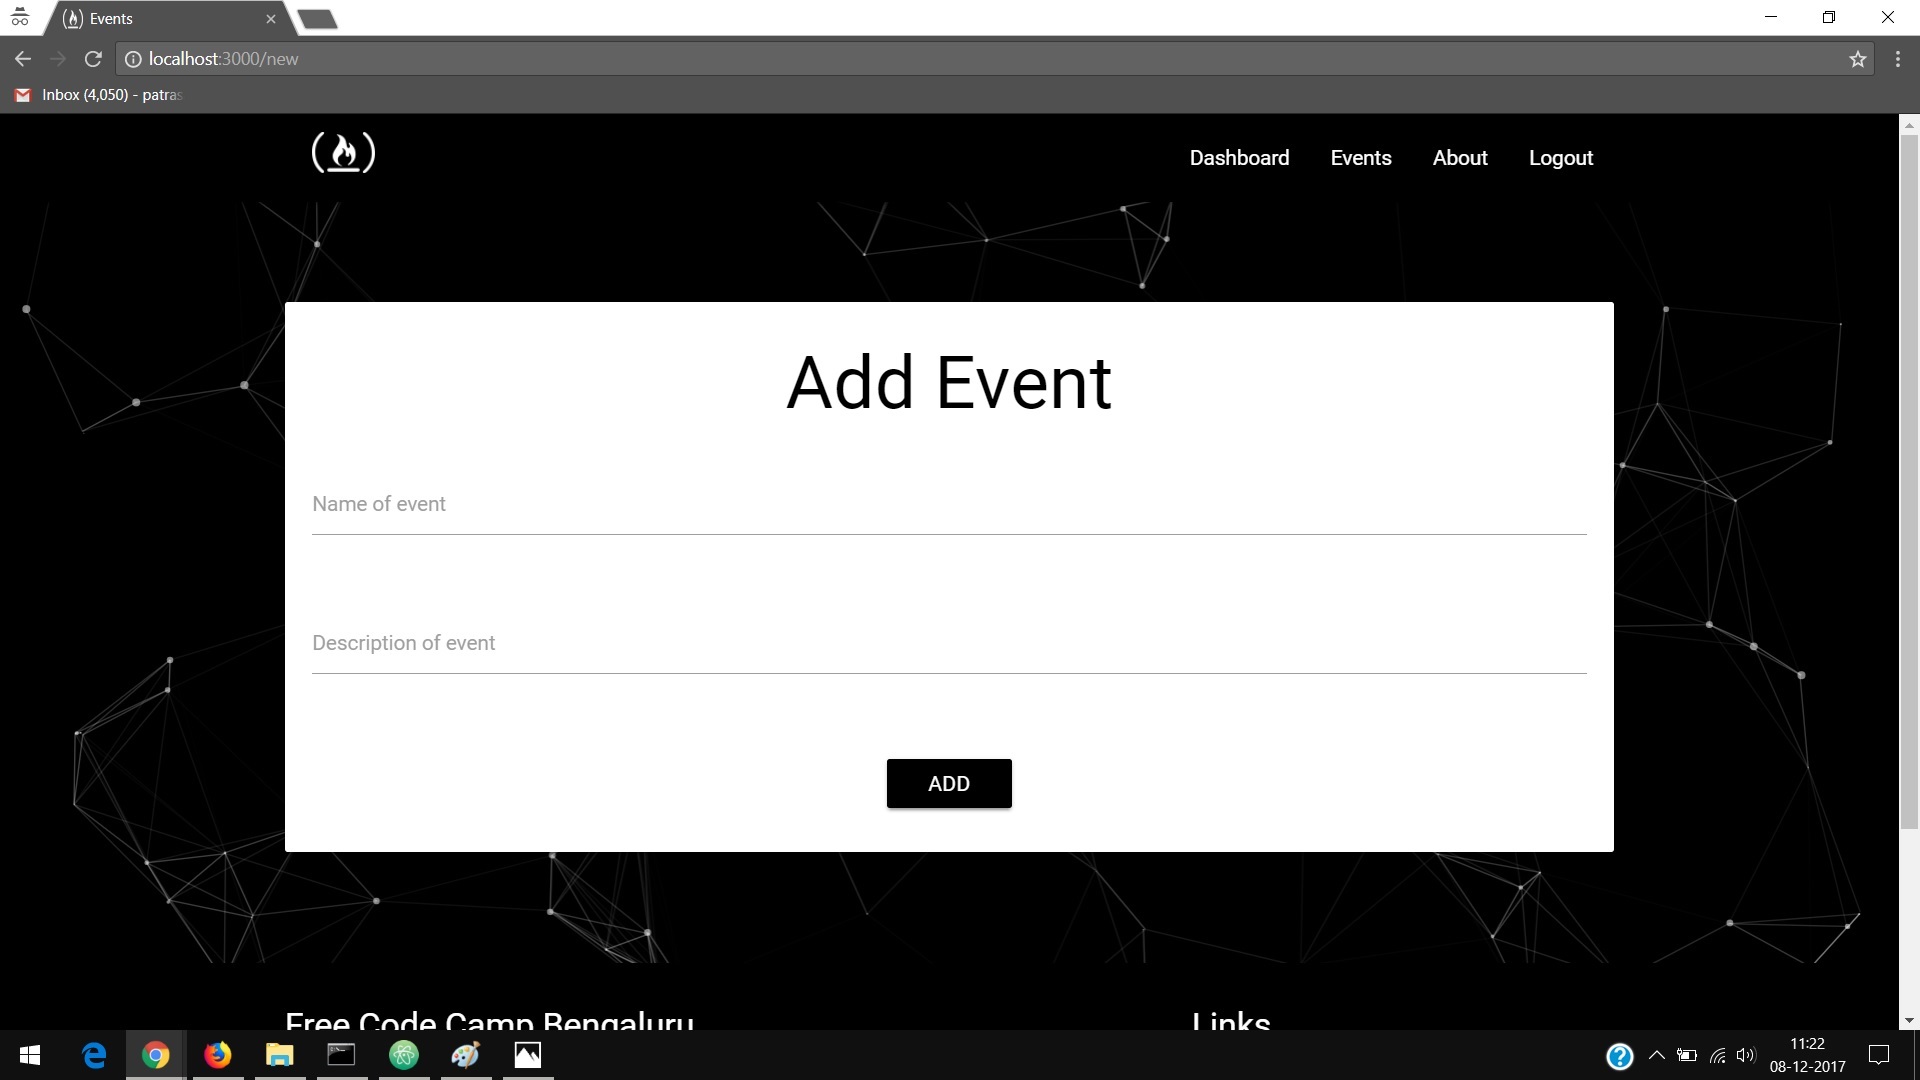 Events
localhost:3000/new
Inbox (4,050) - patras
Dashboard Events About Logout
Add Event
Name of event
Description of event
ADD
Free Code Camp Bengaluru
Links
11:22
08-12-2017